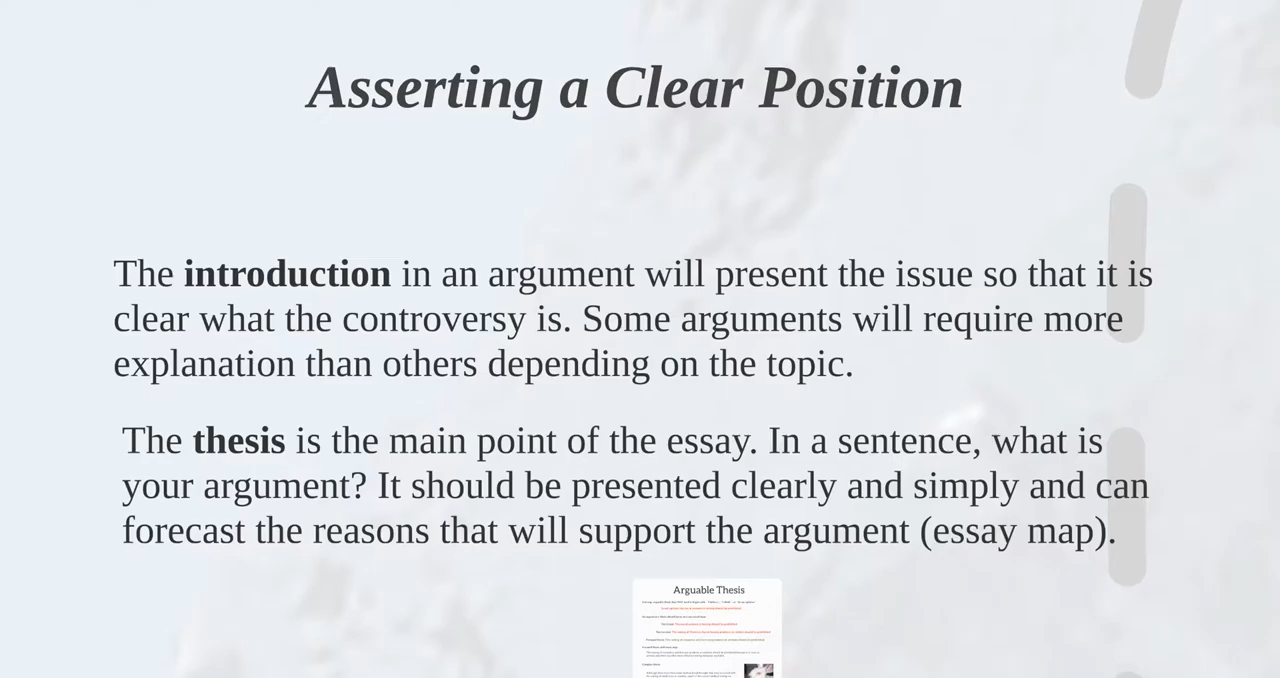 Asserting a Clear Position
The introduction in an argument will present the issue so that it is
clear what the controversy is. Some arguments will require more
explanation than others depending on the topic.
The thesis is the main point of the essay. In a sentence, what is
your argument? It should be presented clearly and simply and can
forecast the reasons that will support the argument (essay map).
Arguable Thesis